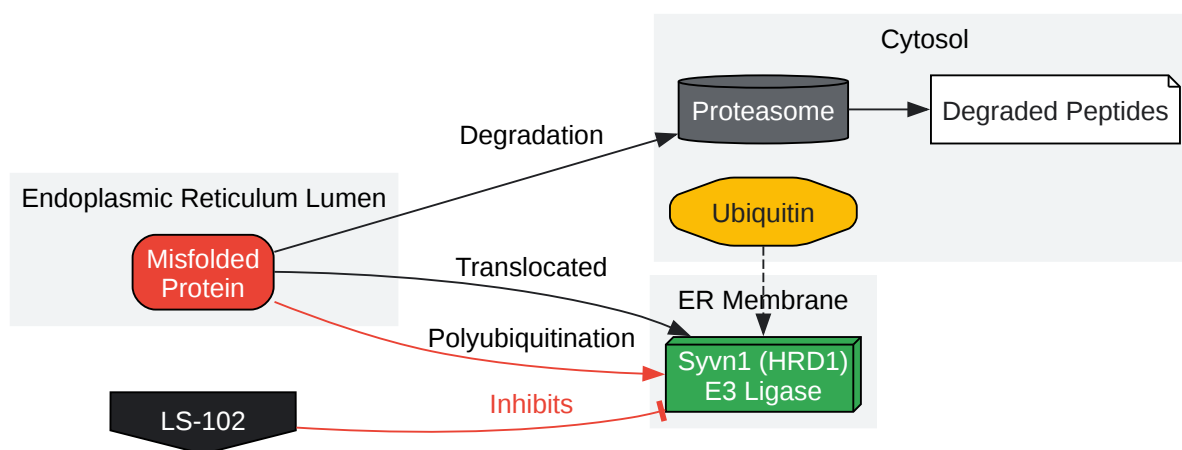 Cytosol
Proteasome
Degraded Peptides
Degradation
Endoplasmic Reticulum Lumen
Ubiquitin
Misfolded
Protein
Translocated
ER Membrane
Polyubiquitination
Syvn1 (HRD1)
E3 Ligase
Inhibits
LS-102